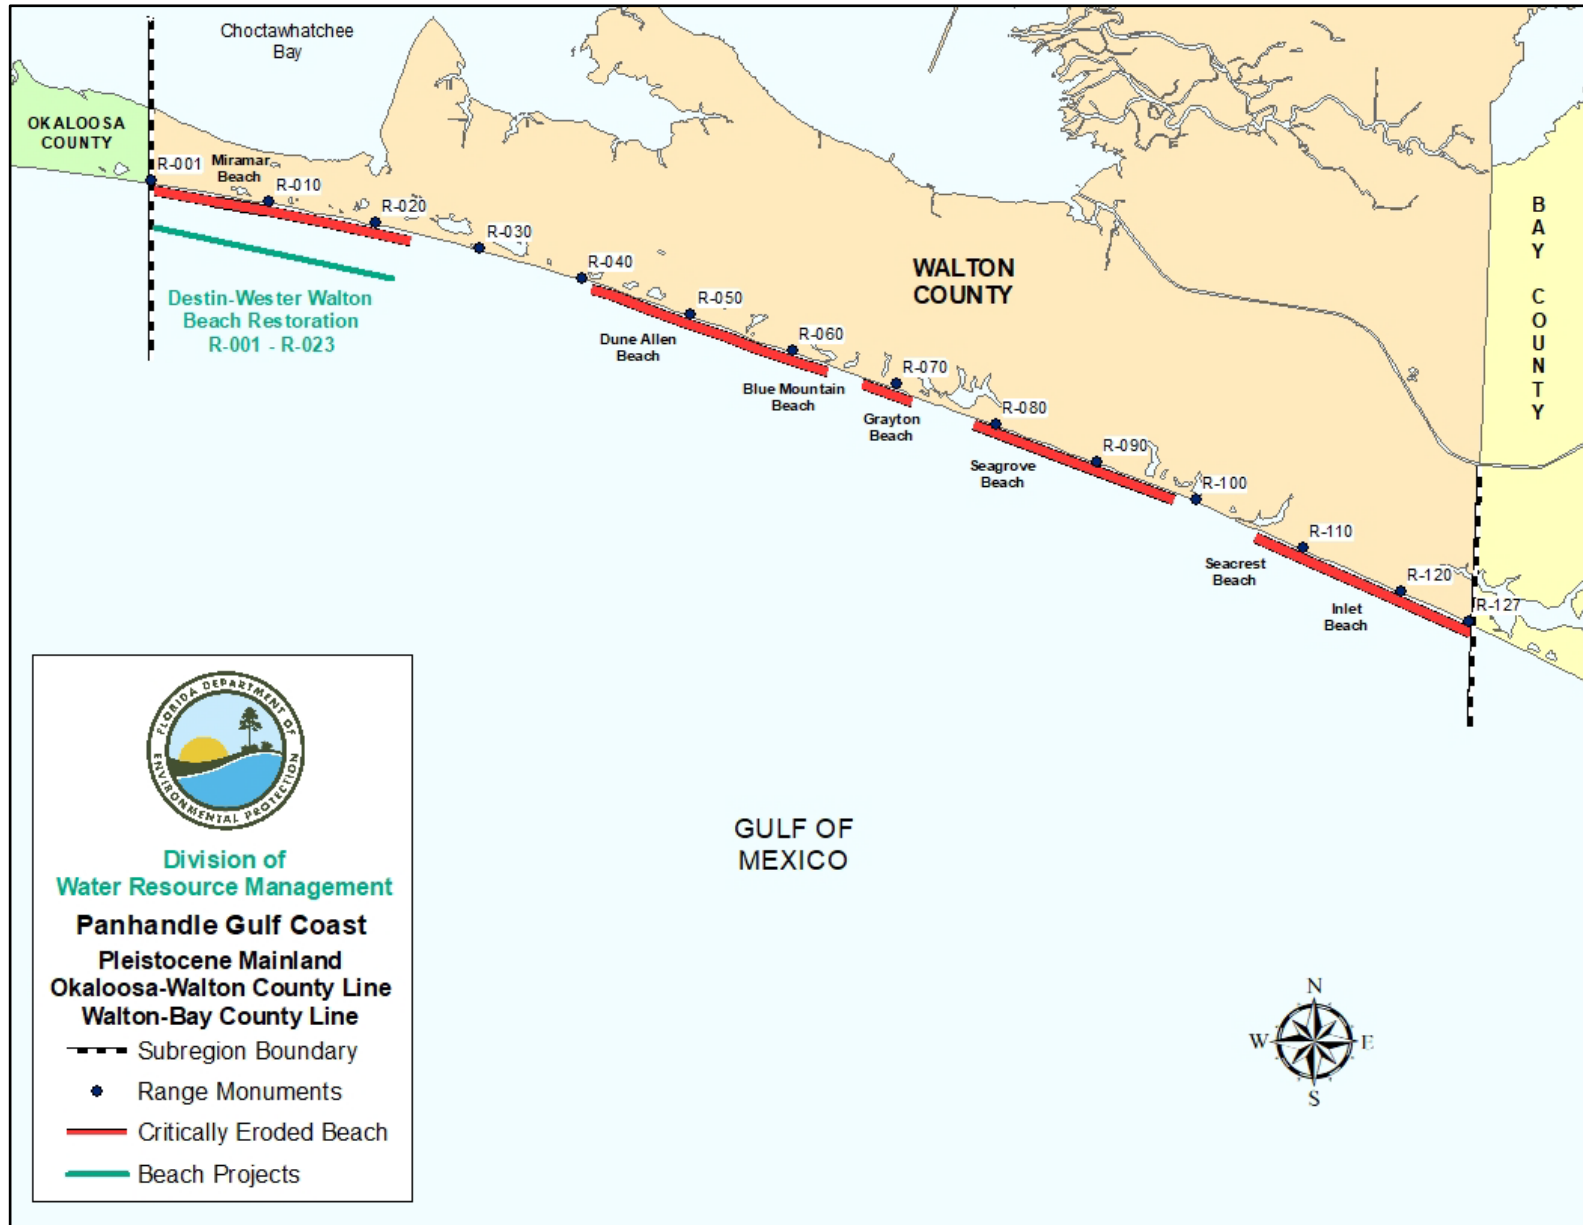 Choctawhatchee
Bay
OKALOOSA
COUNTY
R-001
Miramar
Beach
R-010
R-020
R-030
R-040
R-050
R-060
R-070
R-080
R-090
R-100
R-110
R-120
R-127
WALTON
COUNTY
BAY COUNTY
Destin-Wester Walton
Beach Restoration
R-001 - R-023
Dune Allen
Beach
Blue Mountain
Beach
Grayton
Beach
Seagrove
Beach
Seacrest
Beach
Inlet
Beach
GULF OF
MEXICO
FLORIDA DEPARTMENT OF
ENVIRONMENTAL PROTECTION
Division of
Water Resource Management
Panhandle Gulf Coast
Pleistocene Mainland
Okaloosa-Walton County Line
Walton-Bay County Line
Subregion Boundary
Range Monuments
Critically Eroded Beach
Beach Projects
N
W
E
S